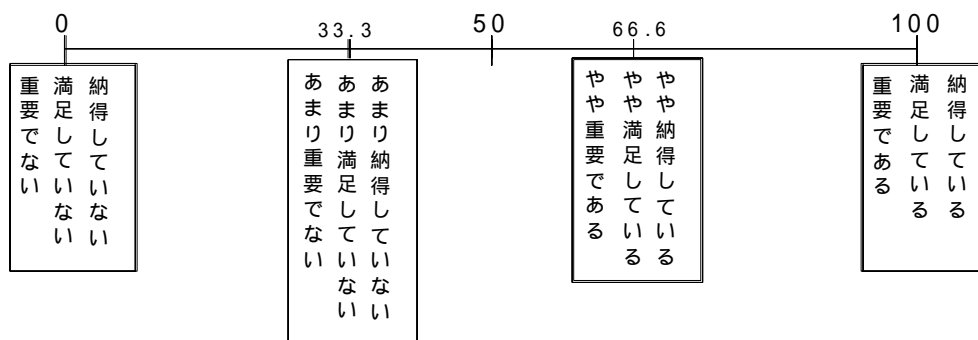 0
33.3
50
66.6
100
納得していない
満足していない
重要でない
あまり納得していない
あまり満足していない
あまり重要でない
やや納得している
やや満足している
やや重要である
納得している
満足している
重要である